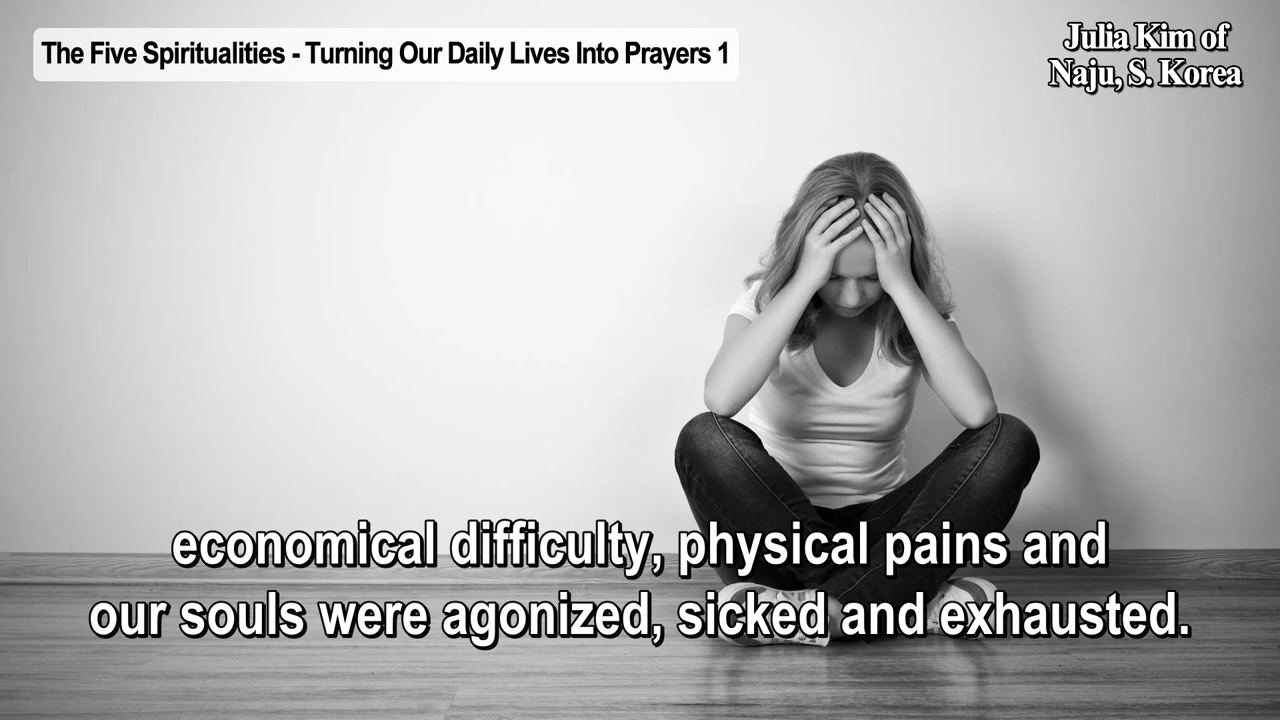 The Five Spiritualities - Turning Our Daily Lives Into Prayers 1
Julia Kim of
Naju, S. Korea
economical difficulty, physical pains and
our souls were agonized, sicked and exhausted.